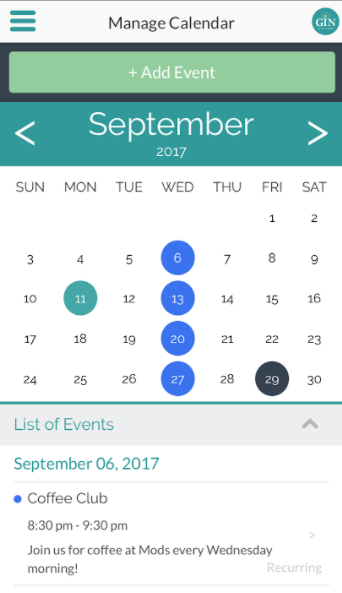 Manage Calendar
GIN
+ Add Event
<
September
>
2017
SUN MON TUE WED THU FRI SAT
1 2
3 4 5 6 7 8 9
10 11 12 13 14 15 16
17 18 19 20 21 22 23
24 25 26 27 28 29 30
List of Events
September 06, 2017
Coffee Club
8:30 pm - 9:30 pm
>
Join us for coffee at Mods every Wednesday
morning!
Recurring